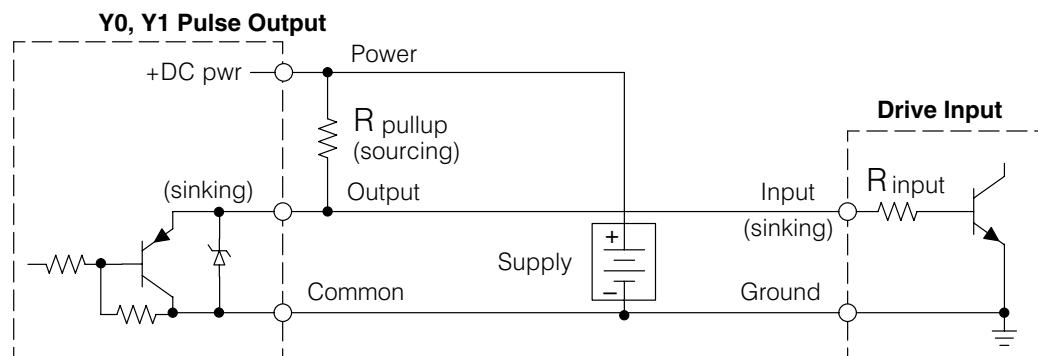 Y0, Y1 Pulse Output
+DC pwr
Power
R pullup
(sourcing)
Drive Input
(sinking)
Output
Input
(sinking)
R input
Supply
+
–
Common
Ground